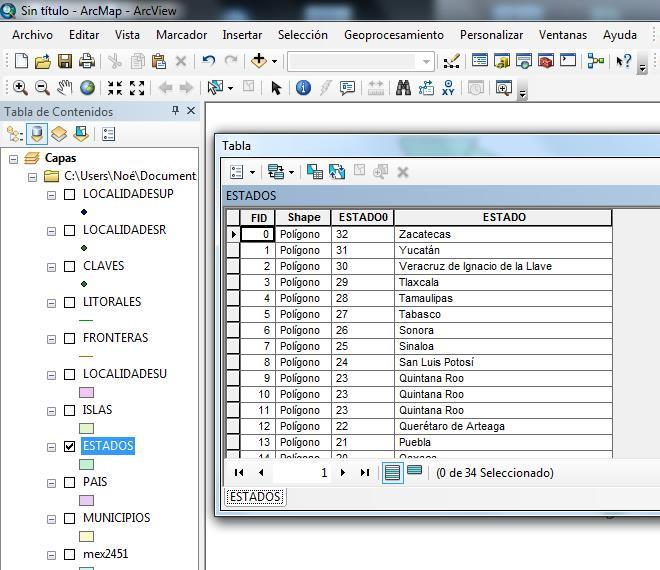 Sin título - ArcMap - ArcView
Archivo Editar Vista Marcador Insertar Selección Geoprocesamiento Personalizar Ventanas Ayuda
Tabla de Contenidos
Capas
C:\Users\Noé\Document
LOCALIDADESUP
LOCALIDADESR
CLAVES
LITORALES
FRONTERAS
LOCALIDADESU
ISLAS
ESTADOS
PAIS
MUNICIPIOS
mex2451
Tabla
ESTADOS
FID Shape ESTADO0 ESTADO
0 Polígono 32 Zacatecas
1 Polígono 31 Yucatán
2 Polígono 30 Veracruz de Ignacio de la Llave
3 Polígono 29 Tlaxcala
4 Polígono 28 Tamaulipas
5 Polígono 27 Tabasco
6 Polígono 26 Sonora
7 Polígono 25 Sinaloa
8 Polígono 24 San Luis Potosí
9 Polígono 23 Quintana Roo
10 Polígono 23 Quintana Roo
11 Polígono 23 Quintana Roo
12 Polígono 22 Querétaro de Arteaga
13 Polígono 21 Puebla
14 Polígono 20 Oaxaca
1 (0 de 34 Seleccionado)
ESTADOS